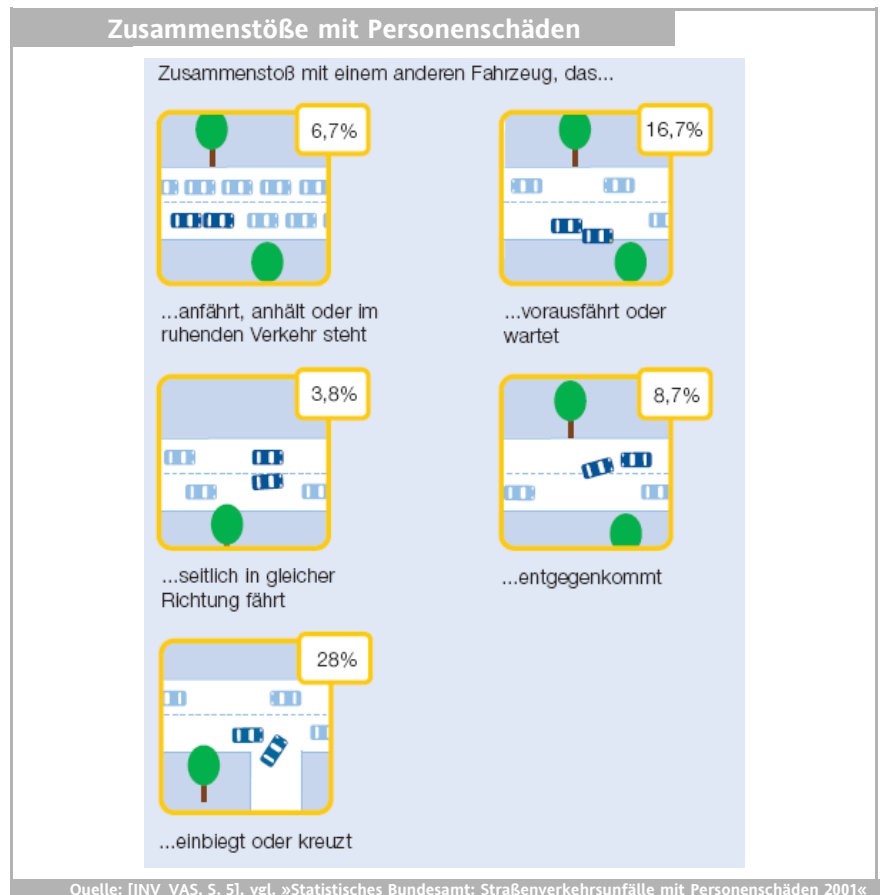 Zusammenstöße mit Personenschäden
Zusammenstoß mit einem anderen Fahrzeug, das...
6,7%
...anfährt, anhält oder im
ruhenden Verkehr steht
16,7%
...vorausfährt oder
wartet
3,8%
...seitlich in gleicher
Richtung fährt
8,7%
...entgegenkommt
28%
...einbiegt oder kreuzt
Quelle: [INV_VAS, S. 5], vgl. »Statistisches Bundesamt: Straßenverkehrsunfälle mit Personenschäden 2001«